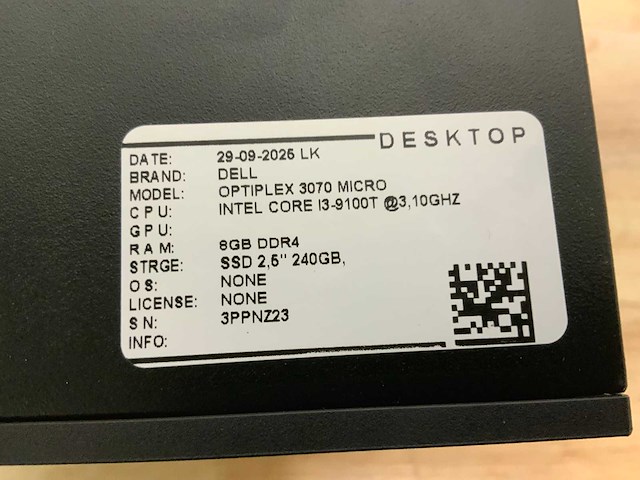 DESKTOP
DATE: 29-09-2025 LK
BRAND: DELL
MODEL: OPTIPLEX 3070 MICRO
CPU: INTEL CORE I3-9100T @3,10GHZ
GPU:
RAM: 8GB DDR4
STRGE: SSD 2,5" 240GB,
OS: NONE
LICENSE: NONE
SN: 3PPNZ23
INFO: